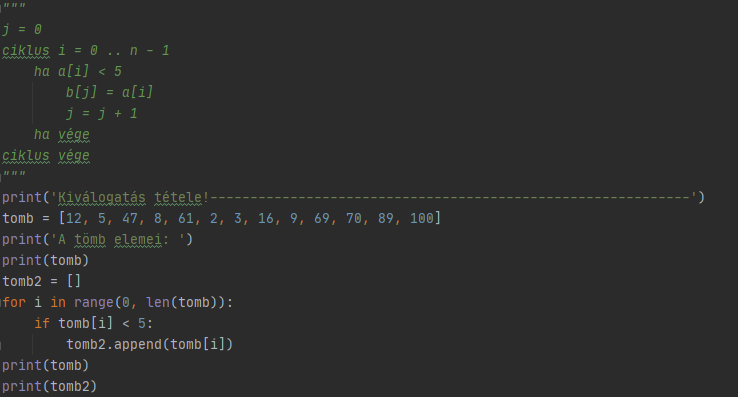 """
j = 0
ciklus i = 0 .. n - 1
    ha a[i] < 5
        b[j] = a[i]
        j = j + 1
    ha vége
ciklus vége
"""
print('Kiválogatás tétele!------------------------------------------------------------')
tomb = [12, 5, 47, 8, 61, 2, 3, 16, 9, 69, 70, 89, 100]
print('A tömb elemei: ')
print(tomb)
tomb2 = []
for i in range(0, len(tomb)):
    if tomb[i] < 5:
        tomb2.append(tomb[i])
print(tomb)
print(tomb2)